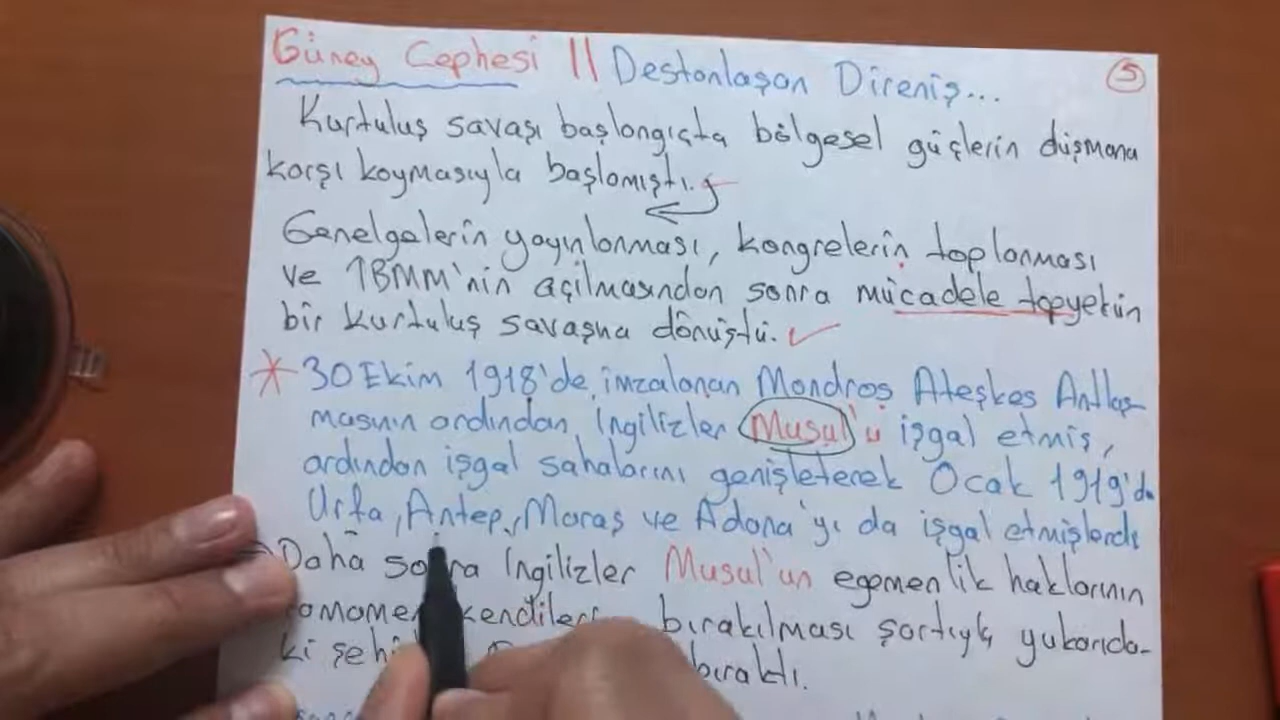 Güney Cephesi || Destanlaşan Direniş... 5
Kurtuluş savaşı başlangıçta bölgesel güçlerin düşmana
karşı koymasıyla başlamıştı.
Genelgelerin yayınlanması, kongrelerin toplanması
ve TBMM'nin açılmasından sonra mücadele topyekün
bir kurtuluş savaşına dönüştü.
* 30 Ekim 1918'de imzalanan Mondros Ateşkes Antlaş-
masının ardından İngilizler Musul'u işgal etmiş,
ardından işgal sahalarını genişleterek Ocak 1919'da
Urfa, Antep, Maraş ve Adana'yı da işgal etmişlerdi
Daha sonra İngilizler Musul'un egemenlik haklarının
bırakılması şartıyla yukarıda-
ki bıraktı.